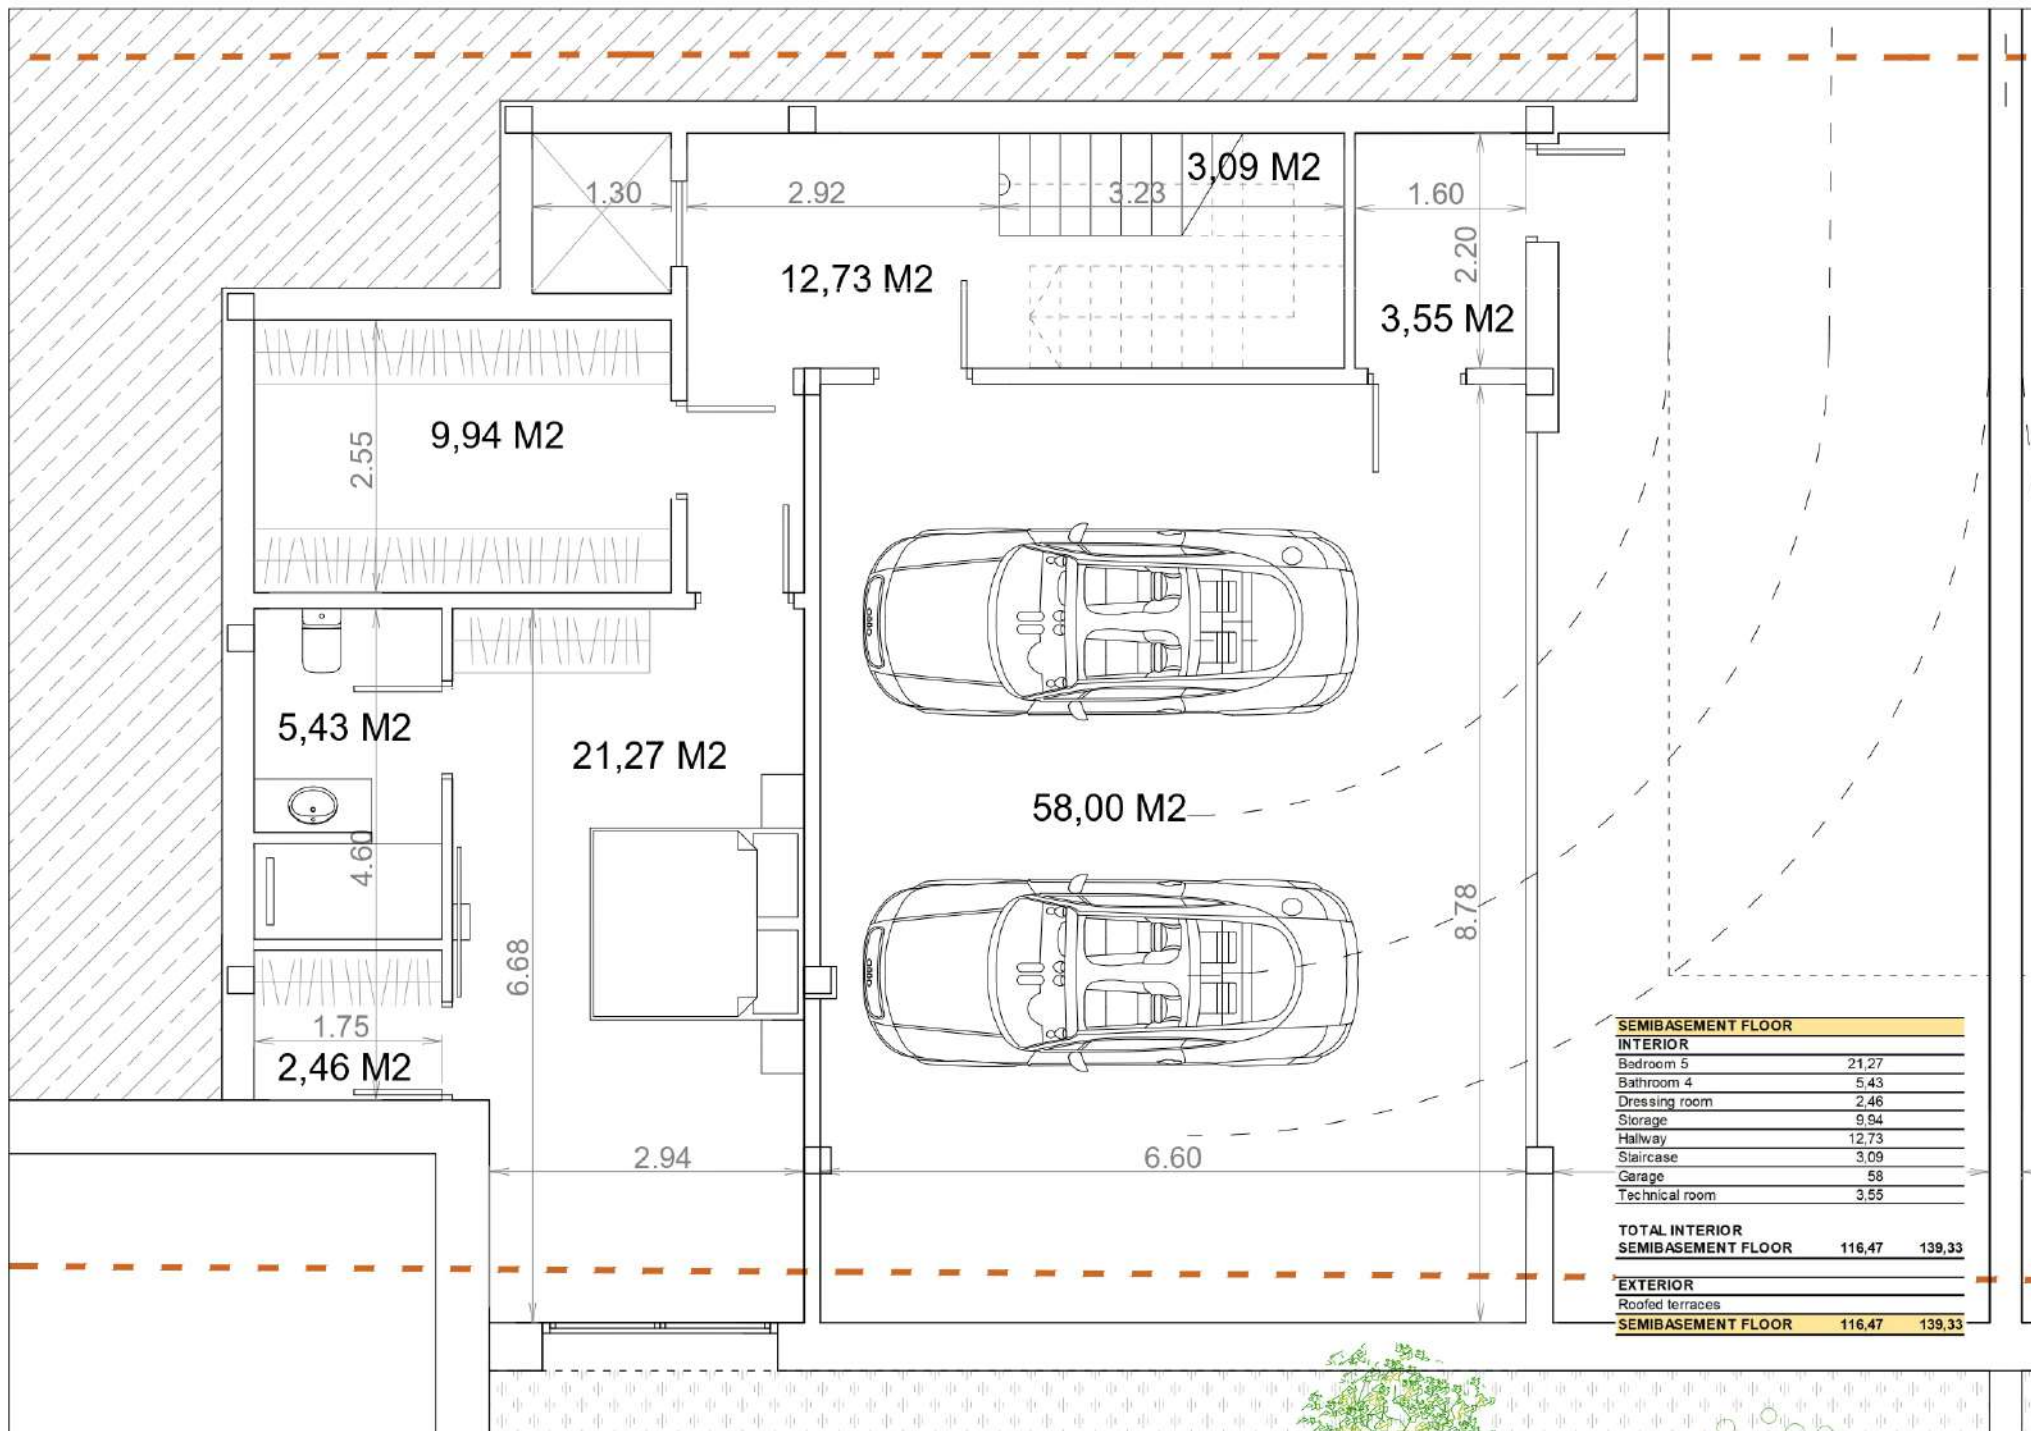 3,09 M2
1.30
2.92
3.23
1.60
2.20
12,73 M2
3,55 M2
9,94 M2
2.55
5,43 M2
21,27 M2
58,00 M2
4.60
8.78
6.68
1.75
2,46 M2
2.94
6.60
SEMIBASEMENT FLOOR
INTERIOR
Bedroom 5 21,27
Bathroom 4 5,43
Dressing room 2,46
Storage 9,94
Hallway 12,73
Staircase 3,09
Garage 58
Technical room 3,55
TOTAL INTERIOR
SEMIBASEMENT FLOOR 116,47 139,33
EXTERIOR
Roofed terraces
SEMIBASEMENT FLOOR 116,47 139,33